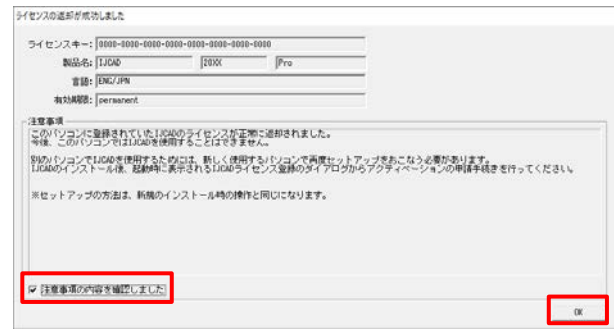 ライセンスの返却が成功しました
ライセンスキー: 0000-0000-0000-0000-0000-0000-0000-0000
製品名: IJCAD 20XX Pro
言語: ENG/JPN
有効期限: permanent
注意事項
このパソコンに登録されていたIJCADのライセンスが正常に返却されました。
今後、このパソコンではIJCADを使用することはできません。
別のパソコンでIJCADを使用するためには、新しく使用するパソコンで再度セットアップをおこなう必要があります。
IJCADのインストール後、起動時に表示されるIJCADライセンス登録のダイアログからアクティベーションの申請手続きを行ってください。
※セットアップの方法は、新規のインストール時の操作と同じになります。
注意事項の内容を確認しました
OK